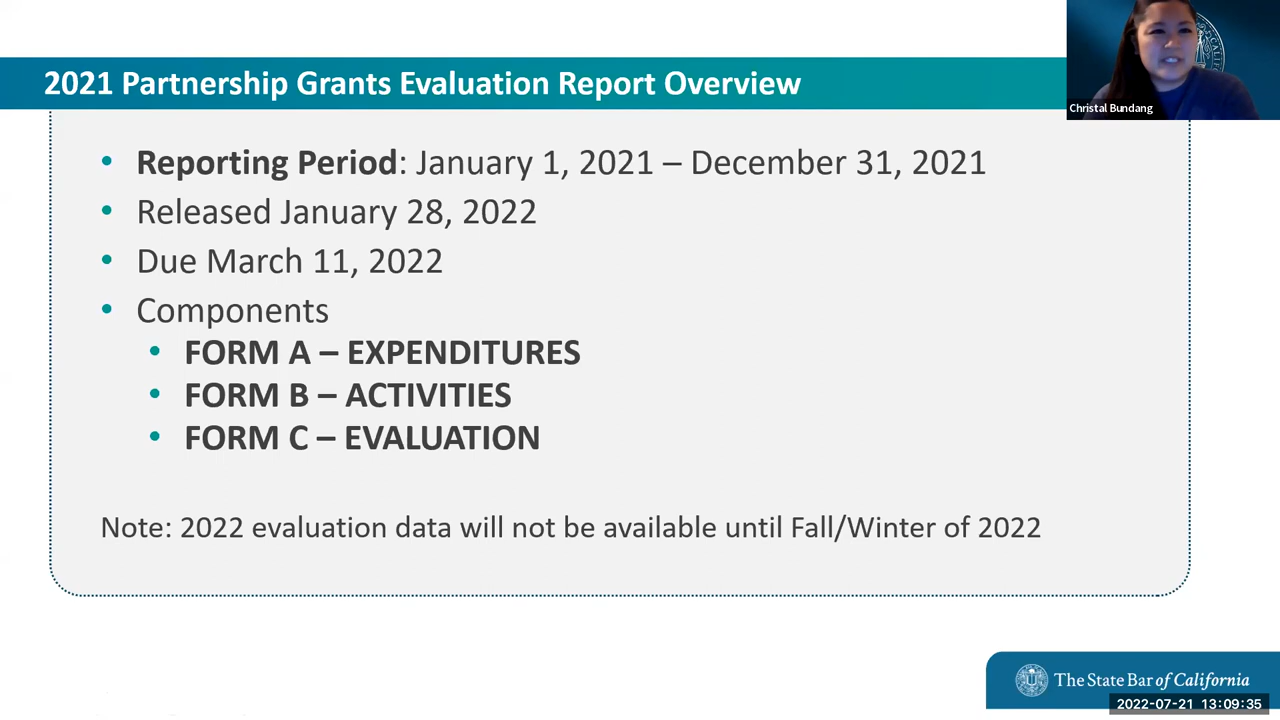 2021 Partnership Grants Evaluation Report Overview
Christal Bundang
• Reporting Period: January 1, 2021 – December 31, 2021
• Released January 28, 2022
• Due March 11, 2022
• Components
• FORM A – EXPENDITURES
• FORM B – ACTIVITIES
• FORM C – EVALUATION
Note: 2022 evaluation data will not be available until Fall/Winter of 2022
The State Bar of California
2022-07-21 13:09:35